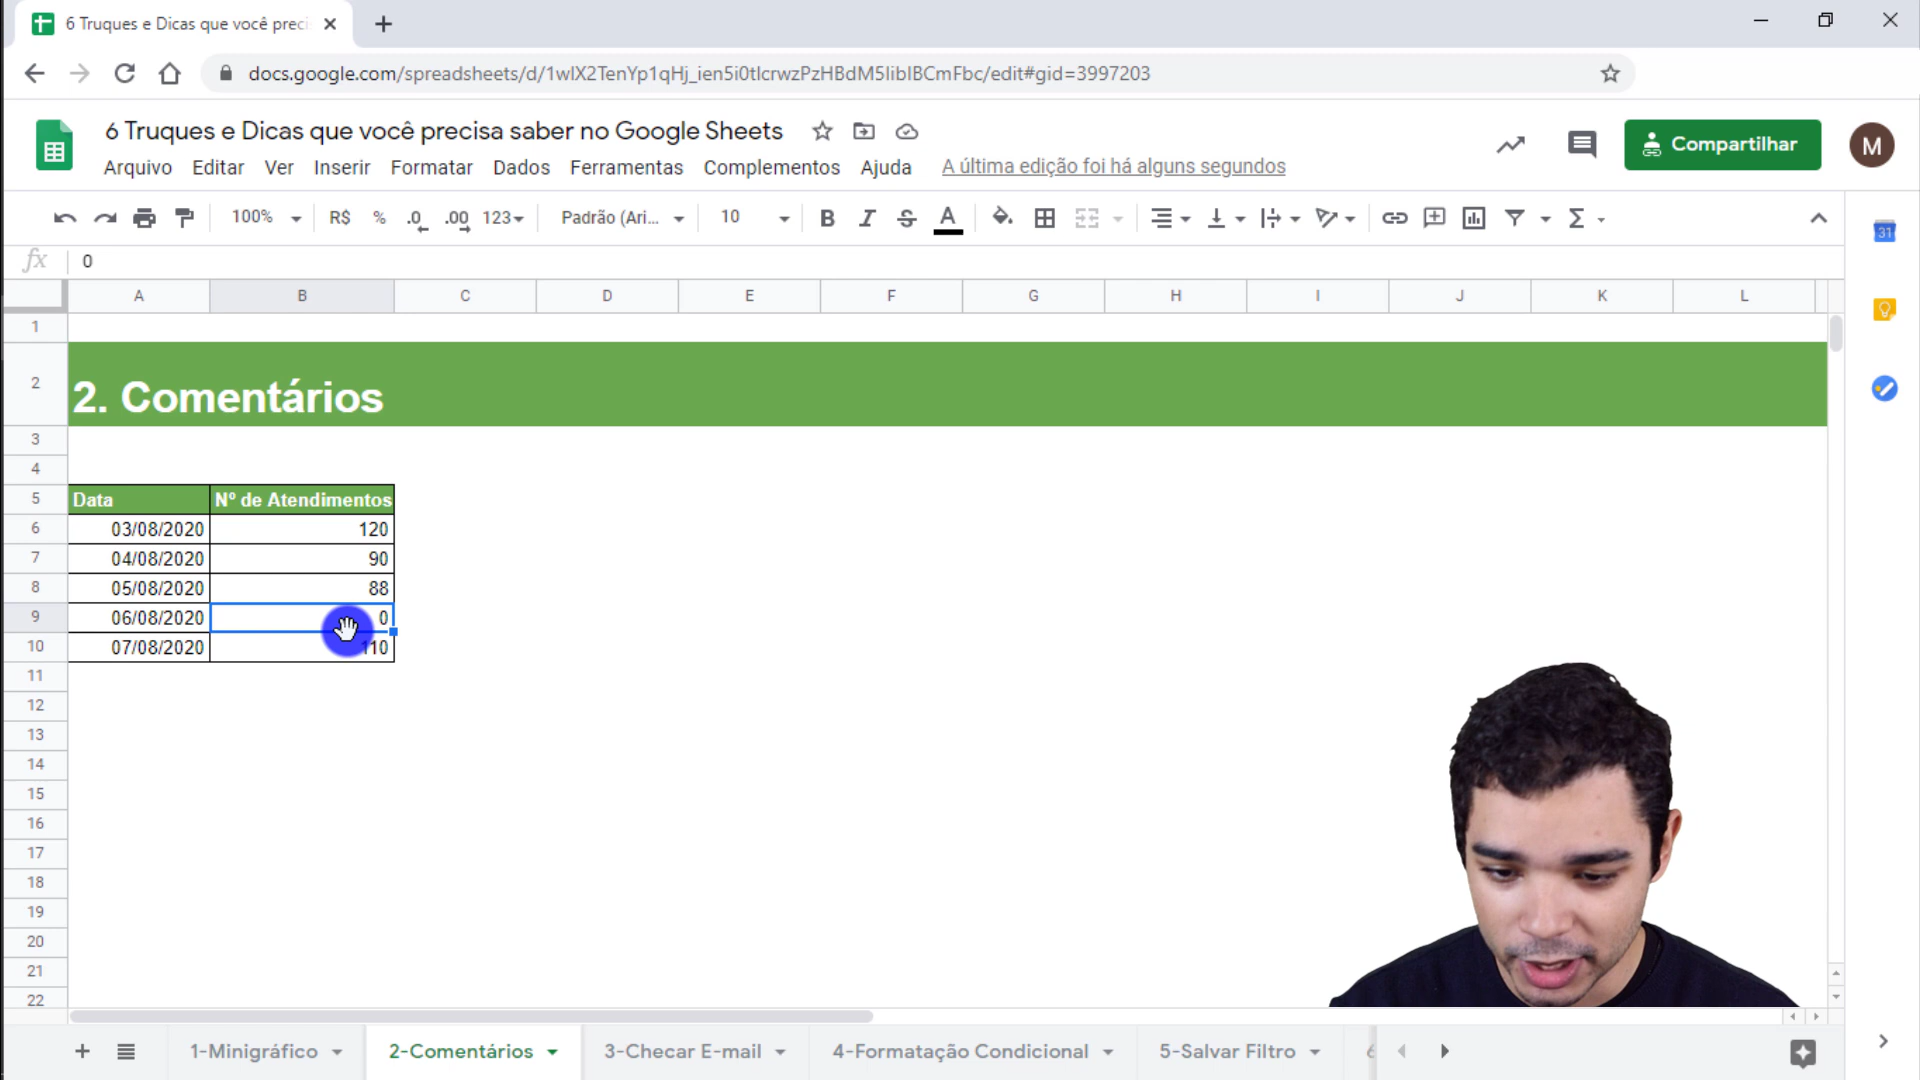 6 Truques e Dicas que você preci
docs.google.com/spreadsheets/d/1wlX2TenYp1qHj_ien5i0tIcrwzPzHBdM5IibIBCmFbc/edit#gid=3997203
6 Truques e Dicas que você precisa saber no Google Sheets
Arquivo Editar Ver Inserir Formatar Dados Ferramentas Complementos Ajuda A última edição foi há alguns segundos
Compartilhar
M
100% R$ % .0 .00 123 Padrão (Ari... 10 B I S A Σ
fx 0
A B C D E F G H I J K L
1
2 2. Comentários
3
4
5 Data Nº de Atendimentos
6 03/08/2020 120
7 04/08/2020 90
8 05/08/2020 88
9 06/08/2020 0
10 07/08/2020 110
11
12
13
14
15
16
17
18
19
20
21
22
31
1-Minigráfico 2-Comentários 3-Checar E-mail 4-Formatação Condicional 5-Salvar Filtro